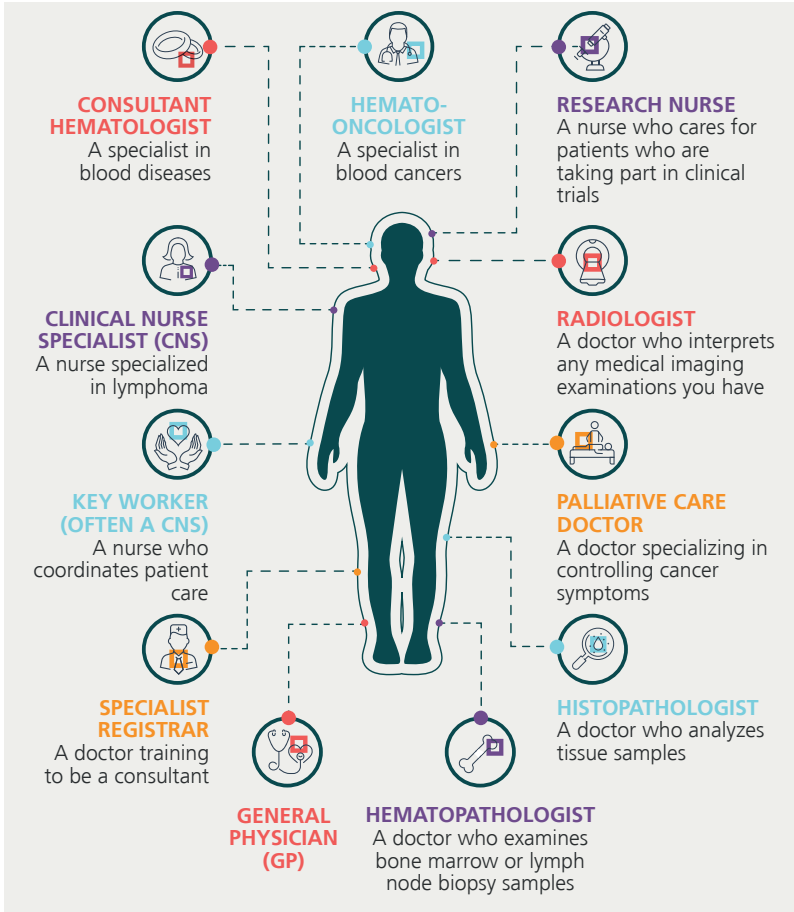 CONSULTANT
HEMATOLOGIST
A specialist in
blood diseases
HEMATO-
ONCOLOGIST
A specialist in
blood cancers
RESEARCH NURSE
A nurse who cares for
patients who are
taking part in clinical
trials
CLINICAL NURSE
SPECIALIST (CNS)
A nurse specialized
in lymphoma
RADIOLOGIST
A doctor who interprets
any medical imaging
examinations you have
KEY WORKER
(OFTEN A CNS)
A nurse who
coordinates patient
care
PALLIATIVE CARE
DOCTOR
A doctor specializing in
controlling cancer
symptoms
SPECIALIST
REGISTRAR
A doctor training
to be a consultant
HISTOPATHOLOGIST
A doctor who analyzes
tissue samples
GENERAL
PHYSICIAN
(GP)
HEMATOPATHOLOGIST
A doctor who examines
bone marrow or lymph
node biopsy samples